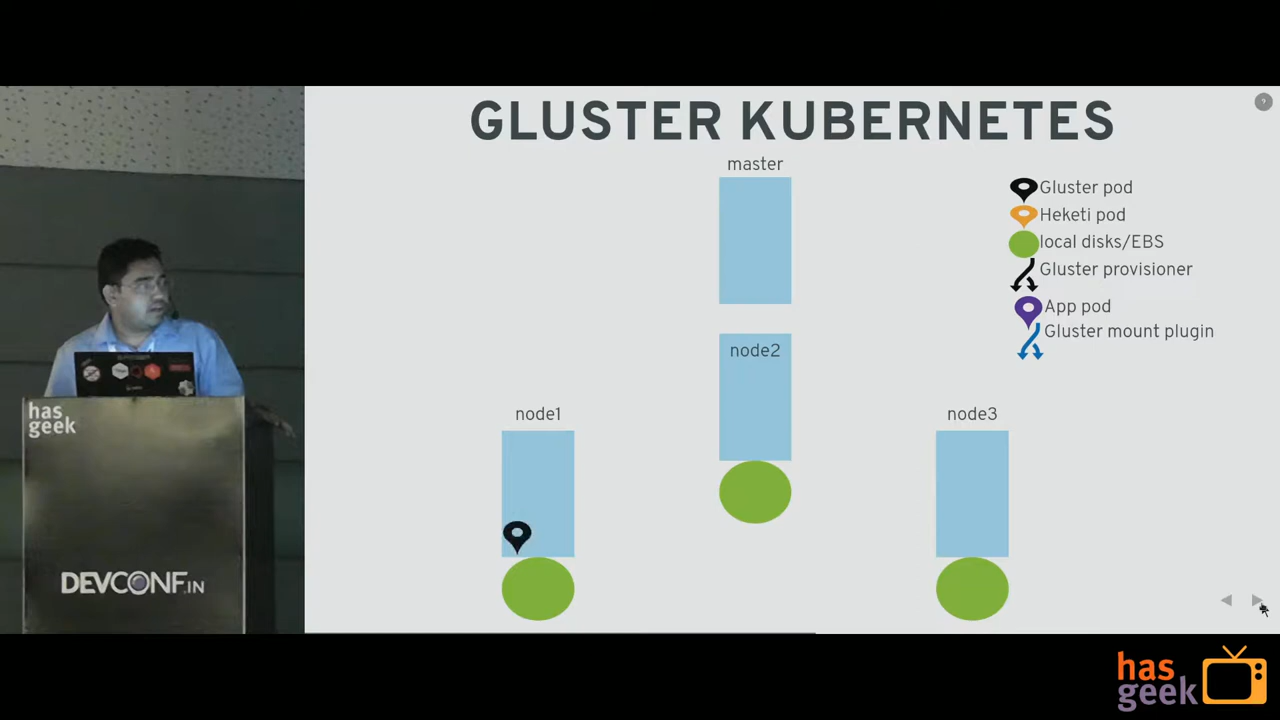 GLUSTER KUBERNETES
master
Gluster pod
Heketi pod
local disks/EBS
Gluster provisioner
App pod
Gluster mount plugin
node2
node1
node3
has
geek
DEVCONF.IN
has
geek